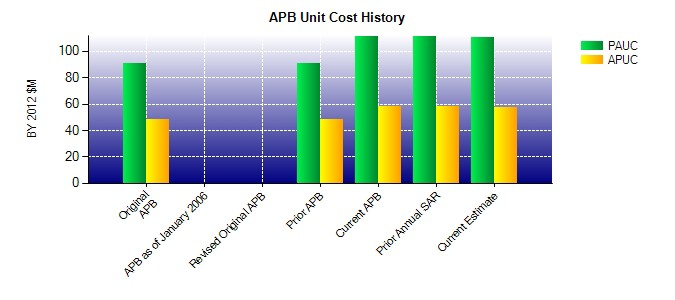 APB Unit Cost History
PAUC
APUC
BY 2012 $M
100
80
60
40
20
0
Original
APB
APB as of January 2006
Revised Original APB
Prior APB
Current APB
Prior Annual SAR
Current Estimate